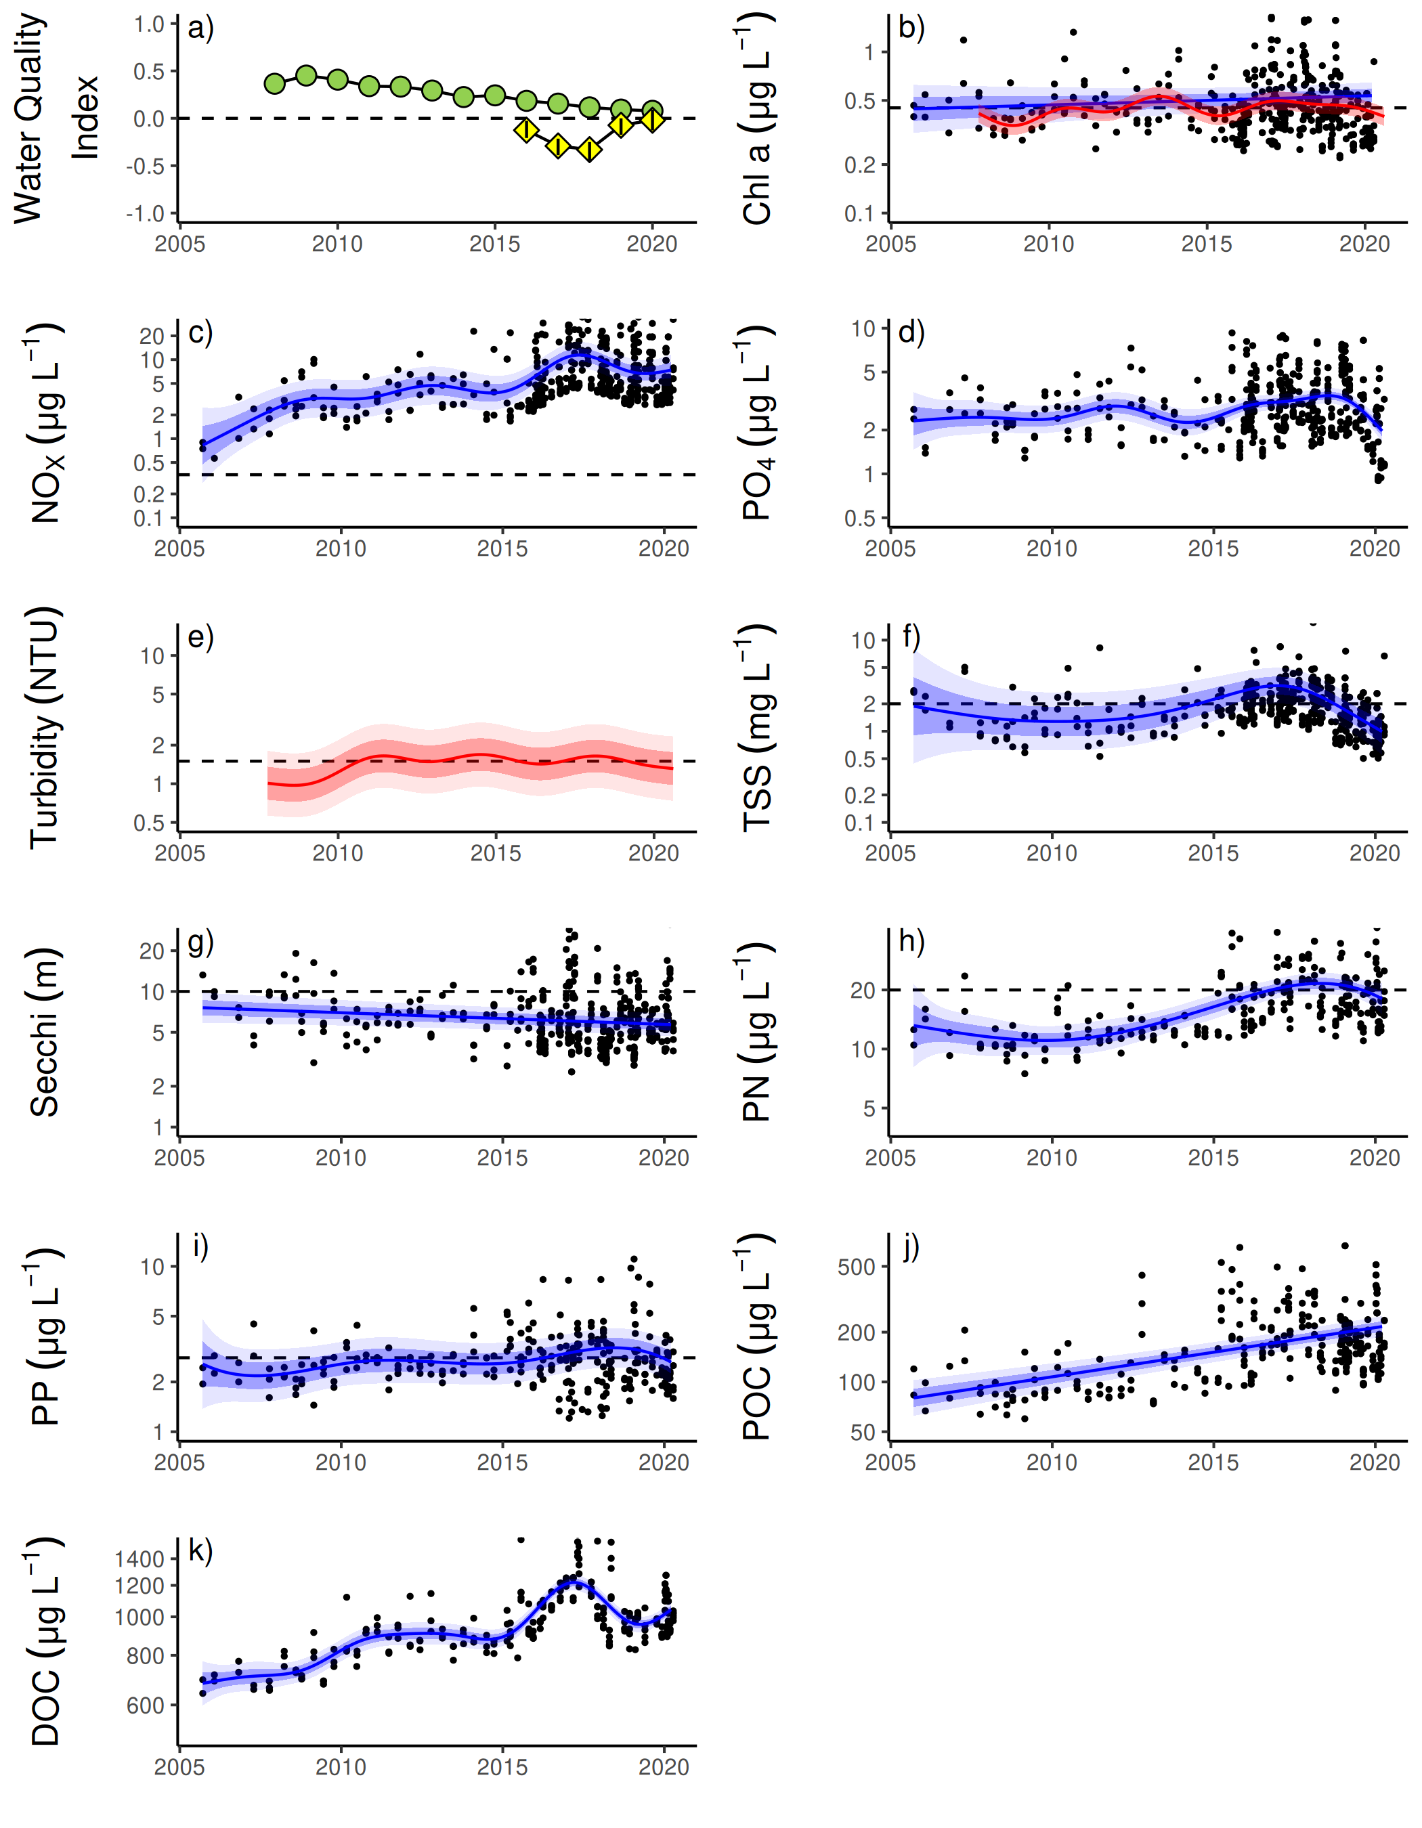 a)
Water Quality
Index
1.0
0.5
0.0
-0.5
-1.0
2005 2010 2015 2020
b)
Chl a (µg L⁻¹)
1
0.5
0.2
0.1
2005 2010 2015 2020
c)
NOX (µg L⁻¹)
20
10
5
2
1
0.5
0.2
0.1
2005 2010 2015 2020
d)
PO4 (µg L⁻¹)
10
5
2
1
0.5
2005 2010 2015 2020
e)
Turbidity (NTU)
10
5
2
1
0.5
2005 2010 2015 2020
f)
TSS (mg L⁻¹)
10
5
2
1
0.5
0.2
0.1
2005 2010 2015 2020
g)
Secchi (m)
20
10
5
2
1
2005 2010 2015 2020
h)
PN (µg L⁻¹)
20
10
5
2005 2010 2015 2020
i)
PP (µg L⁻¹)
10
5
2
1
2005 2010 2015 2020
j)
POC (µg L⁻¹)
500
200
100
50
2005 2010 2015 2020
k)
DOC (µg L⁻¹)
1400
1200
1000
800
600
2005 2010 2015 2020